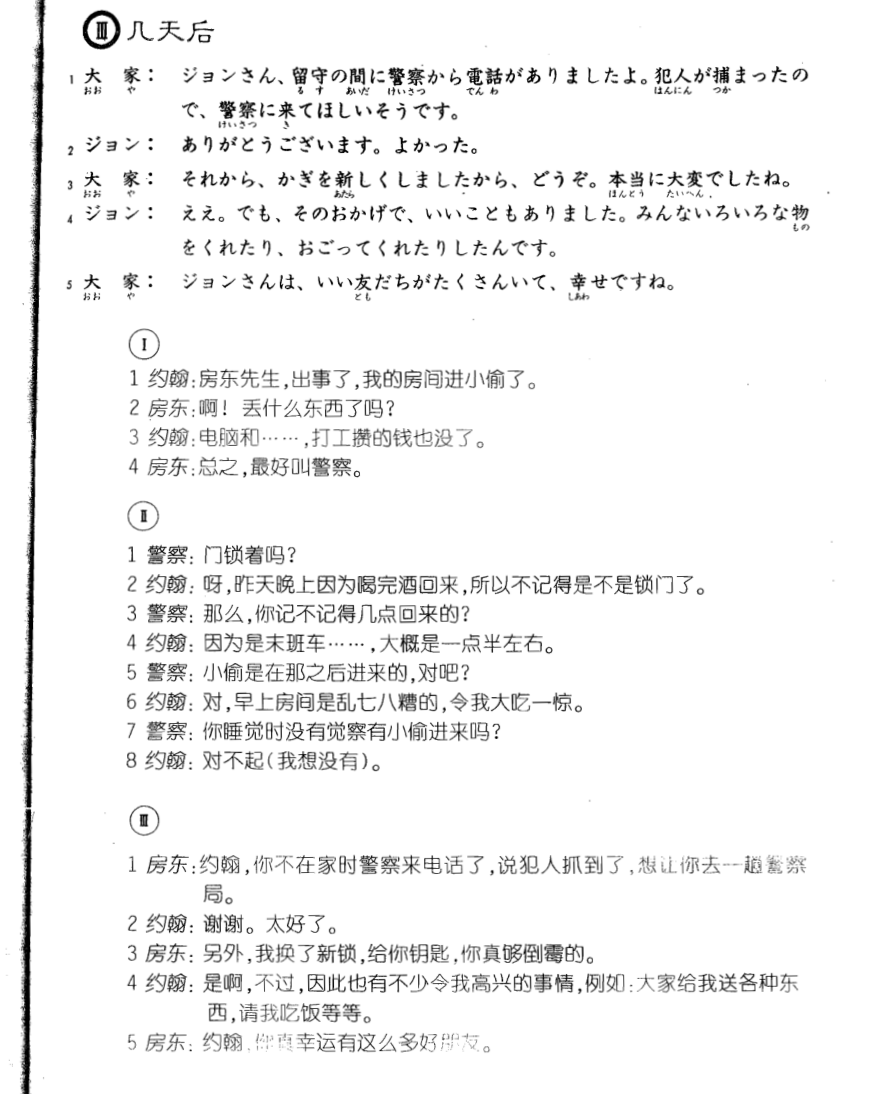 Ⅲ 几天后
1 大家： ジョンさん、留守の間に警察から電話がありましたよ。犯人が捕まったの
おお や る す あいだ けいさつ でん わ はんにん つか
で、警察に来てほしいそうです。
けいさつ き
2 ジョン： ありがとうございます。よかった。
3 大家： それから、かぎを新しくしましたから、どうぞ。本当に大変でしたね。
おお や あたら ほんとう たいへん
4 ジョン： ええ。でも、そのおかげで、いいこともありました。みんないろいろな物
もの
をくれたり、おごってくれたりしたんです。
5 大家： ジョンさんは、いい友だちがたくさんいて、幸せですね。
おお や とも しあわ
Ⅰ
1 约翰:房东先生,出事了,我的房间进小偷了。
2 房东:啊! 丢什么东西了吗?
3 约翰:电脑和……,打工攒的钱也没了。
4 房东:总之,最好叫警察。
Ⅱ
1 警察: 门锁着吗?
2 约翰: 呀,昨天晚上因为喝完酒回来,所以不记得是不是锁门了。
3 警察: 那么,你记不记得几点回来的?
4 约翰: 因为是末班车……,大概是一点半左右。
5 警察: 小偷是在那之后进来的,对吧?
6 约翰: 对,早上房间是乱七八糟的,令我大吃一惊。
7 警察: 你睡觉时没有觉察有小偷进来吗?
8 约翰: 对不起(我想没有)。
Ⅲ
1 房东:约翰,你不在家时警察来电话了,说犯人抓到了,想让你去一趟警察
局。
2 约翰: 谢谢。太好了。
3 房东: 另外,我换了新锁,给你钥匙,你真够倒霉的。
4 约翰: 是啊,不过,因此也有不少令我高兴的事情,例如:大家给我送各种东
西,请我吃饭等等。
5 房东: 约翰,你真幸运有这么多好朋友。